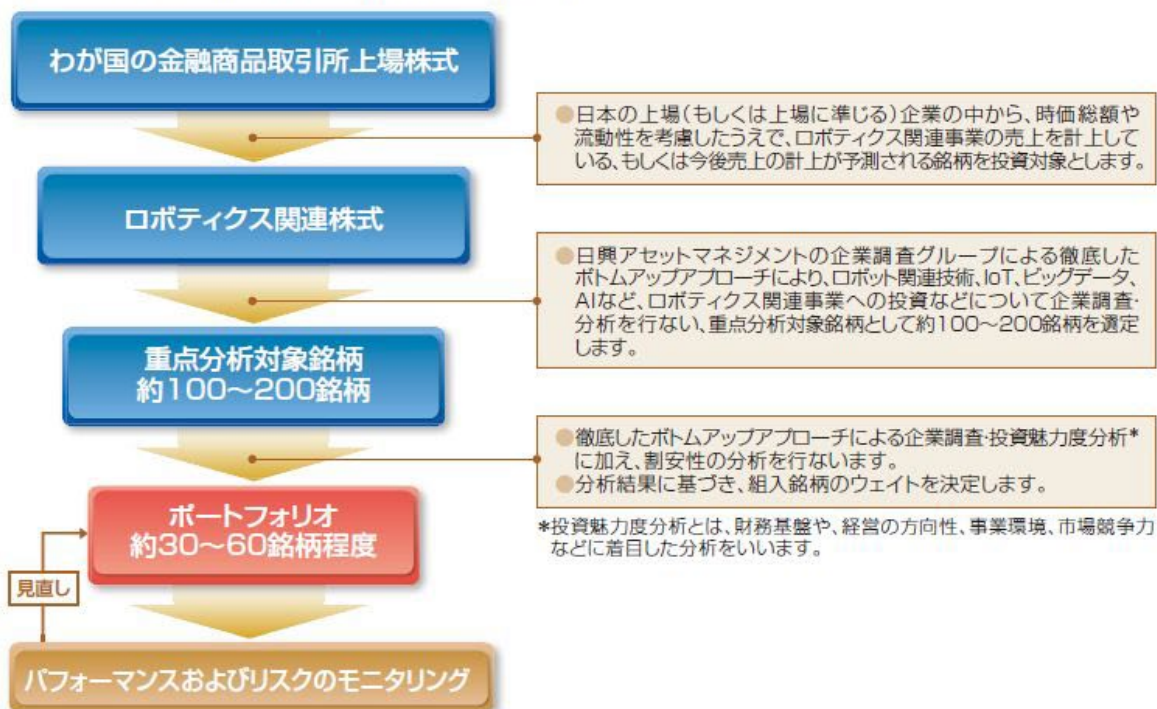 わが国の金融商品取引所上場株式
●日本の上場(もしくは上場に準じる)企業の中から、時価総額や
流動性を考慮したうえで、ロボティクス関連事業の売上を計上して
いる、もしくは今後売上の計上が予測される銘柄を投資対象とします。
ロボティクス関連株式
●日興アセットマネジメントの企業調査グループによる徹底した
ボトムアップアプローチにより、ロボット関連技術、IoT、ビッグデータ、
AIなど、ロボティクス関連事業への投資などについて企業調査・
分析を行ない、重点分析対象銘柄として約100～200銘柄を選定
します。
重点分析対象銘柄
約100～200銘柄
●徹底したボトムアップアプローチによる企業調査・投資魅力度分析*
に加え、割安性の分析を行ないます。
●分析結果に基づき、組入銘柄のウェイトを決定します。
*投資魅力度分析とは、財務基盤や、経営の方向性、事業環境、市場競争力
などに着目した分析をいいます。
ポートフォリオ
約30～60銘柄程度
見直し
パフォーマンスおよびリスクのモニタリング